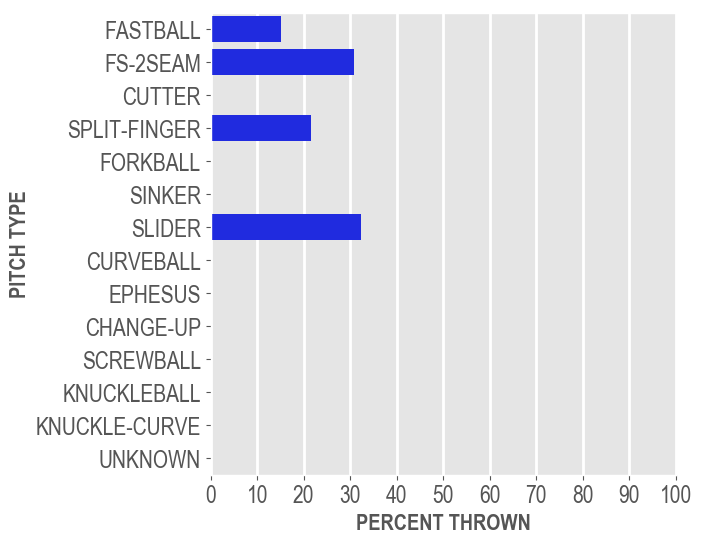 FASTBALL
FS-2SEAM
CUTTER
SPLIT-FINGER
FORKBALL
SINKER
SLIDER
CURVEBALL
EPHESUS
CHANGE-UP
SCREWBALL
KNUCKLEBALL
KNUCKLE-CURVE
UNKNOWN
PITCH TYPE
0 10 20 30 40 50 60 70 80 90 100
PERCENT THROWN